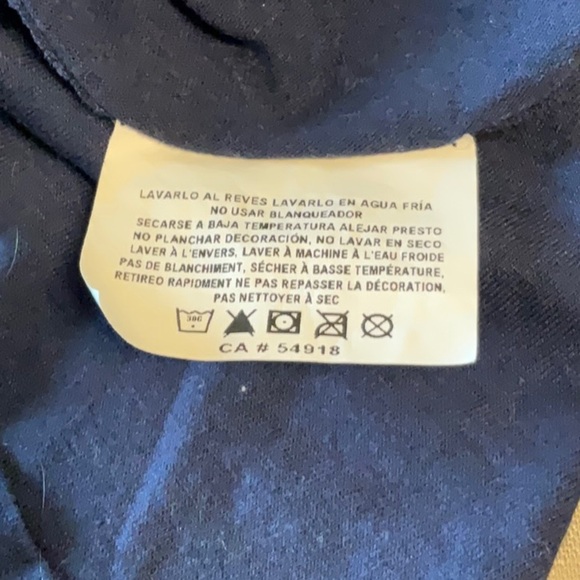 LAVARLO AL REVES LAVARLO EN AGUA FRÍA
NO USAR BLANQUEADOR
SECARSE A BAJA TEMPERATURA ALEJAR PRESTO
NO PLANCHAR DECORACIÓN, NO LAVAR EN SECO
LAVER À L'ENVERS, LAVER À MACHINE À L'EAU FROIDE
PAS DE BLANCHIMENT, SÉCHER À BASSE TEMPÉRATURE,
RETIREO RAPIDMENT NE PAS REPASSER LA DÉCORATION,
PAS NETTOYER À SEC
30C
CA # 54918